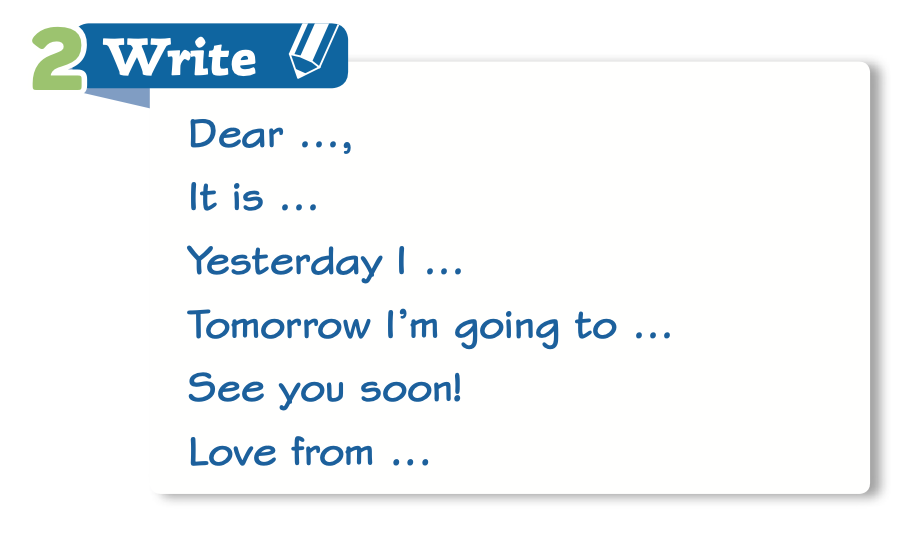 2 Write
Dear ...,
It is ...
Yesterday I ...
Tomorrow I'm going to ...
See you soon!
Love from ...